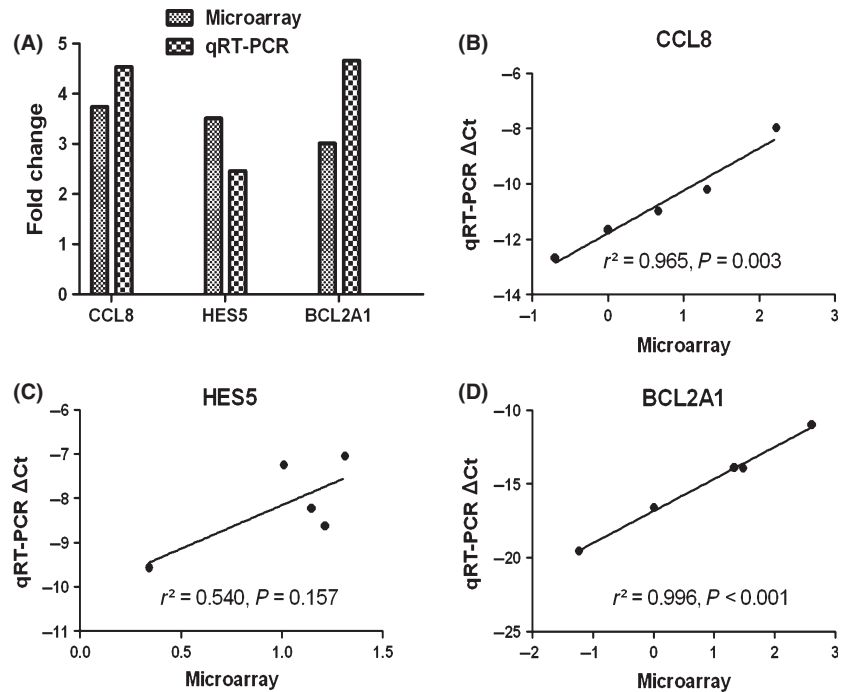 (A)
Microarray
qRT-PCR
Fold change
5
4
3
2
1
0
CCL8 HES5 BCL2A1
(B)
CCL8
qRT-PCR ΔCt
–6
–8
–10
–12
–14
r² = 0.965, P = 0.003
–1 0 1 2 3
Microarray
(C)
HES5
qRT-PCR ΔCt
–6
–7
–8
–9
–10
–11
r² = 0.540, P = 0.157
0.0 0.5 1.0 1.5
Microarray
(D)
BCL2A1
qRT-PCR ΔCt
–10
–15
–20
–25
r² = 0.996, P < 0.001
–2 –1 0 1 2 3
Microarray